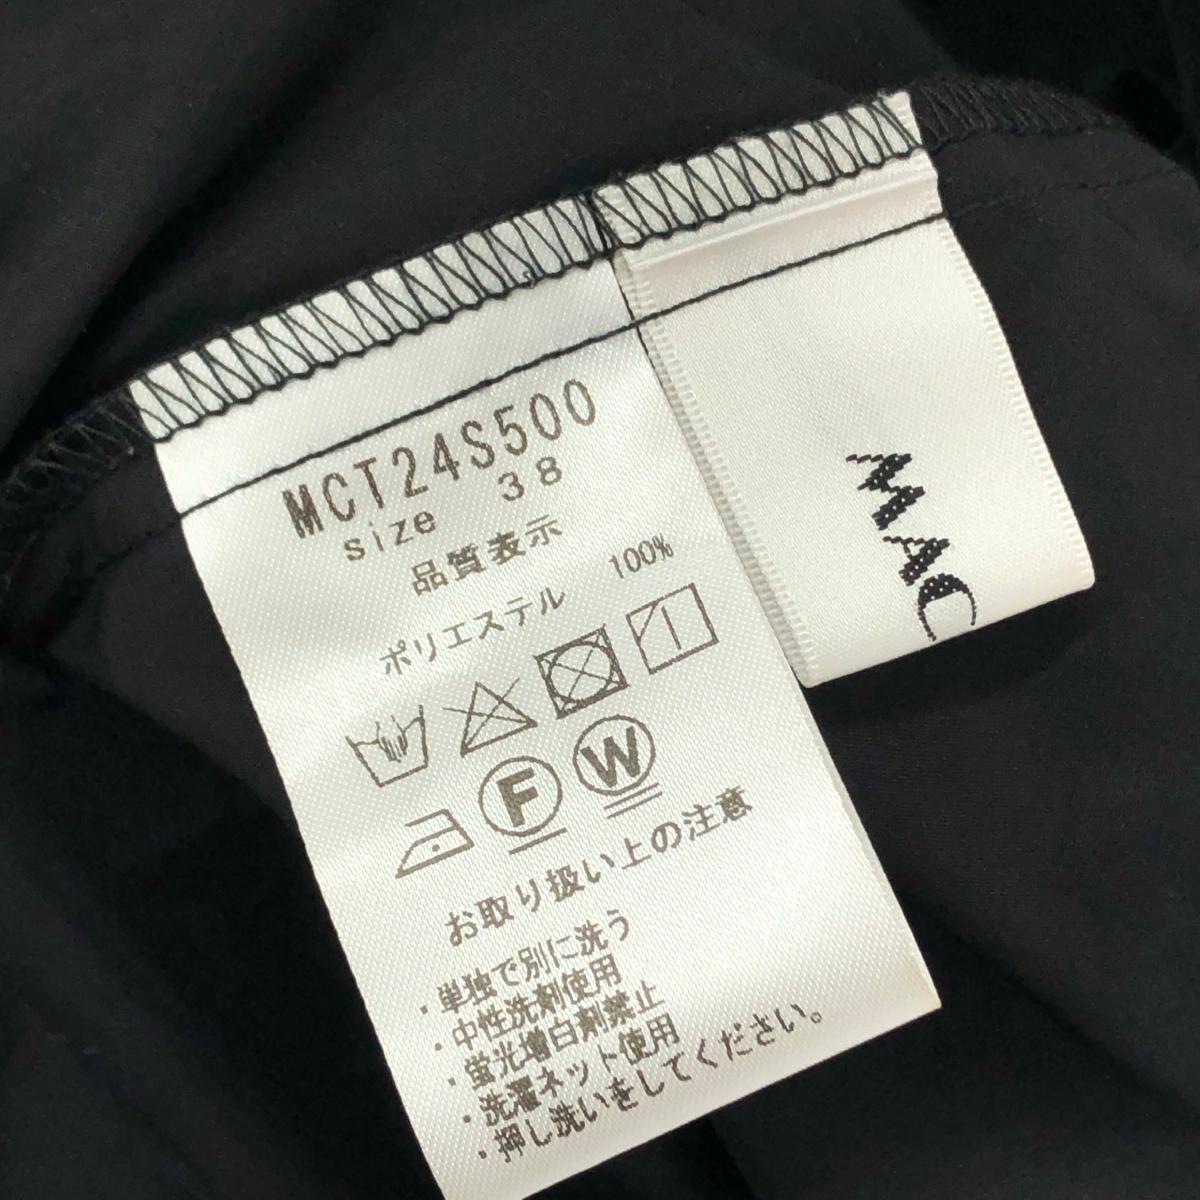 MCT24S500
size 38
品質表示
ポリエステル 100%
F W
お取り扱い上の注意
・単独で別に洗う
・中性洗剤使用
・蛍光増白剤禁止
・洗濯ネット使用
・押し洗いをしてください。
MAC